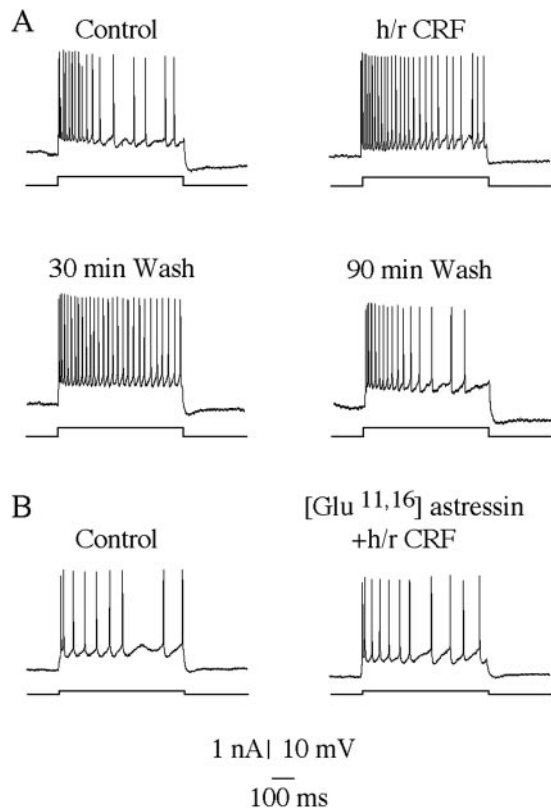 A
Control
h/r CRF
30 min Wash
90 min Wash
B
Control
[Glu 11,16] astressin
+h/r CRF
1 nA| 10 mV
100 ms